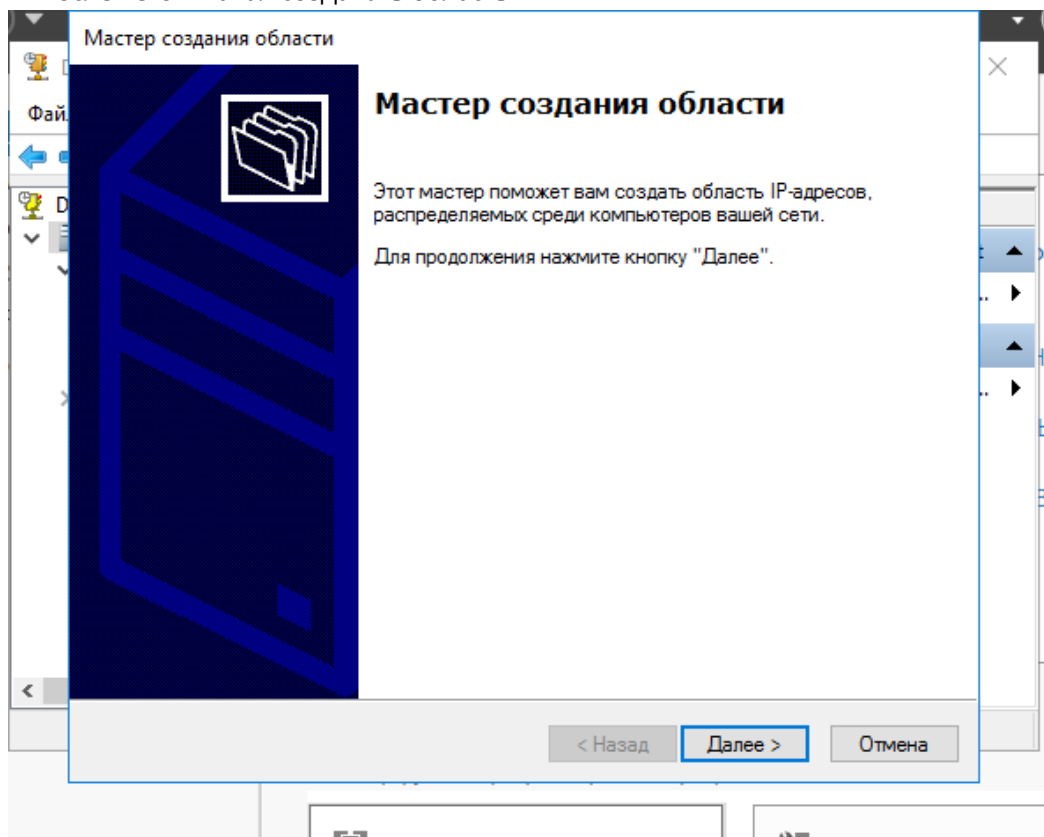 Мастер создания области
Фай
Мастер создания области
Этот мастер поможет вам создать область IP-адресов,
распределяемых среди компьютеров вашей сети.
Для продолжения нажмите кнопку "Далее".
D
..
..
< Назад
Далее >
Отмена